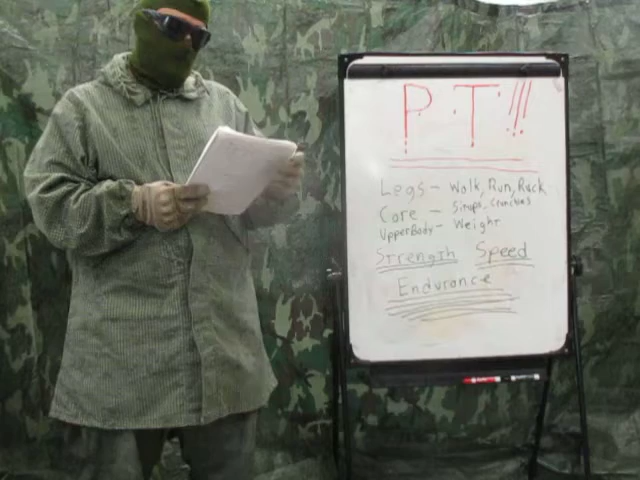 P.T!!!
Legs - Walk, Run, Ruck
Core - Situps, Crunches
UpperBody - Weight
Strength Speed
Endurance